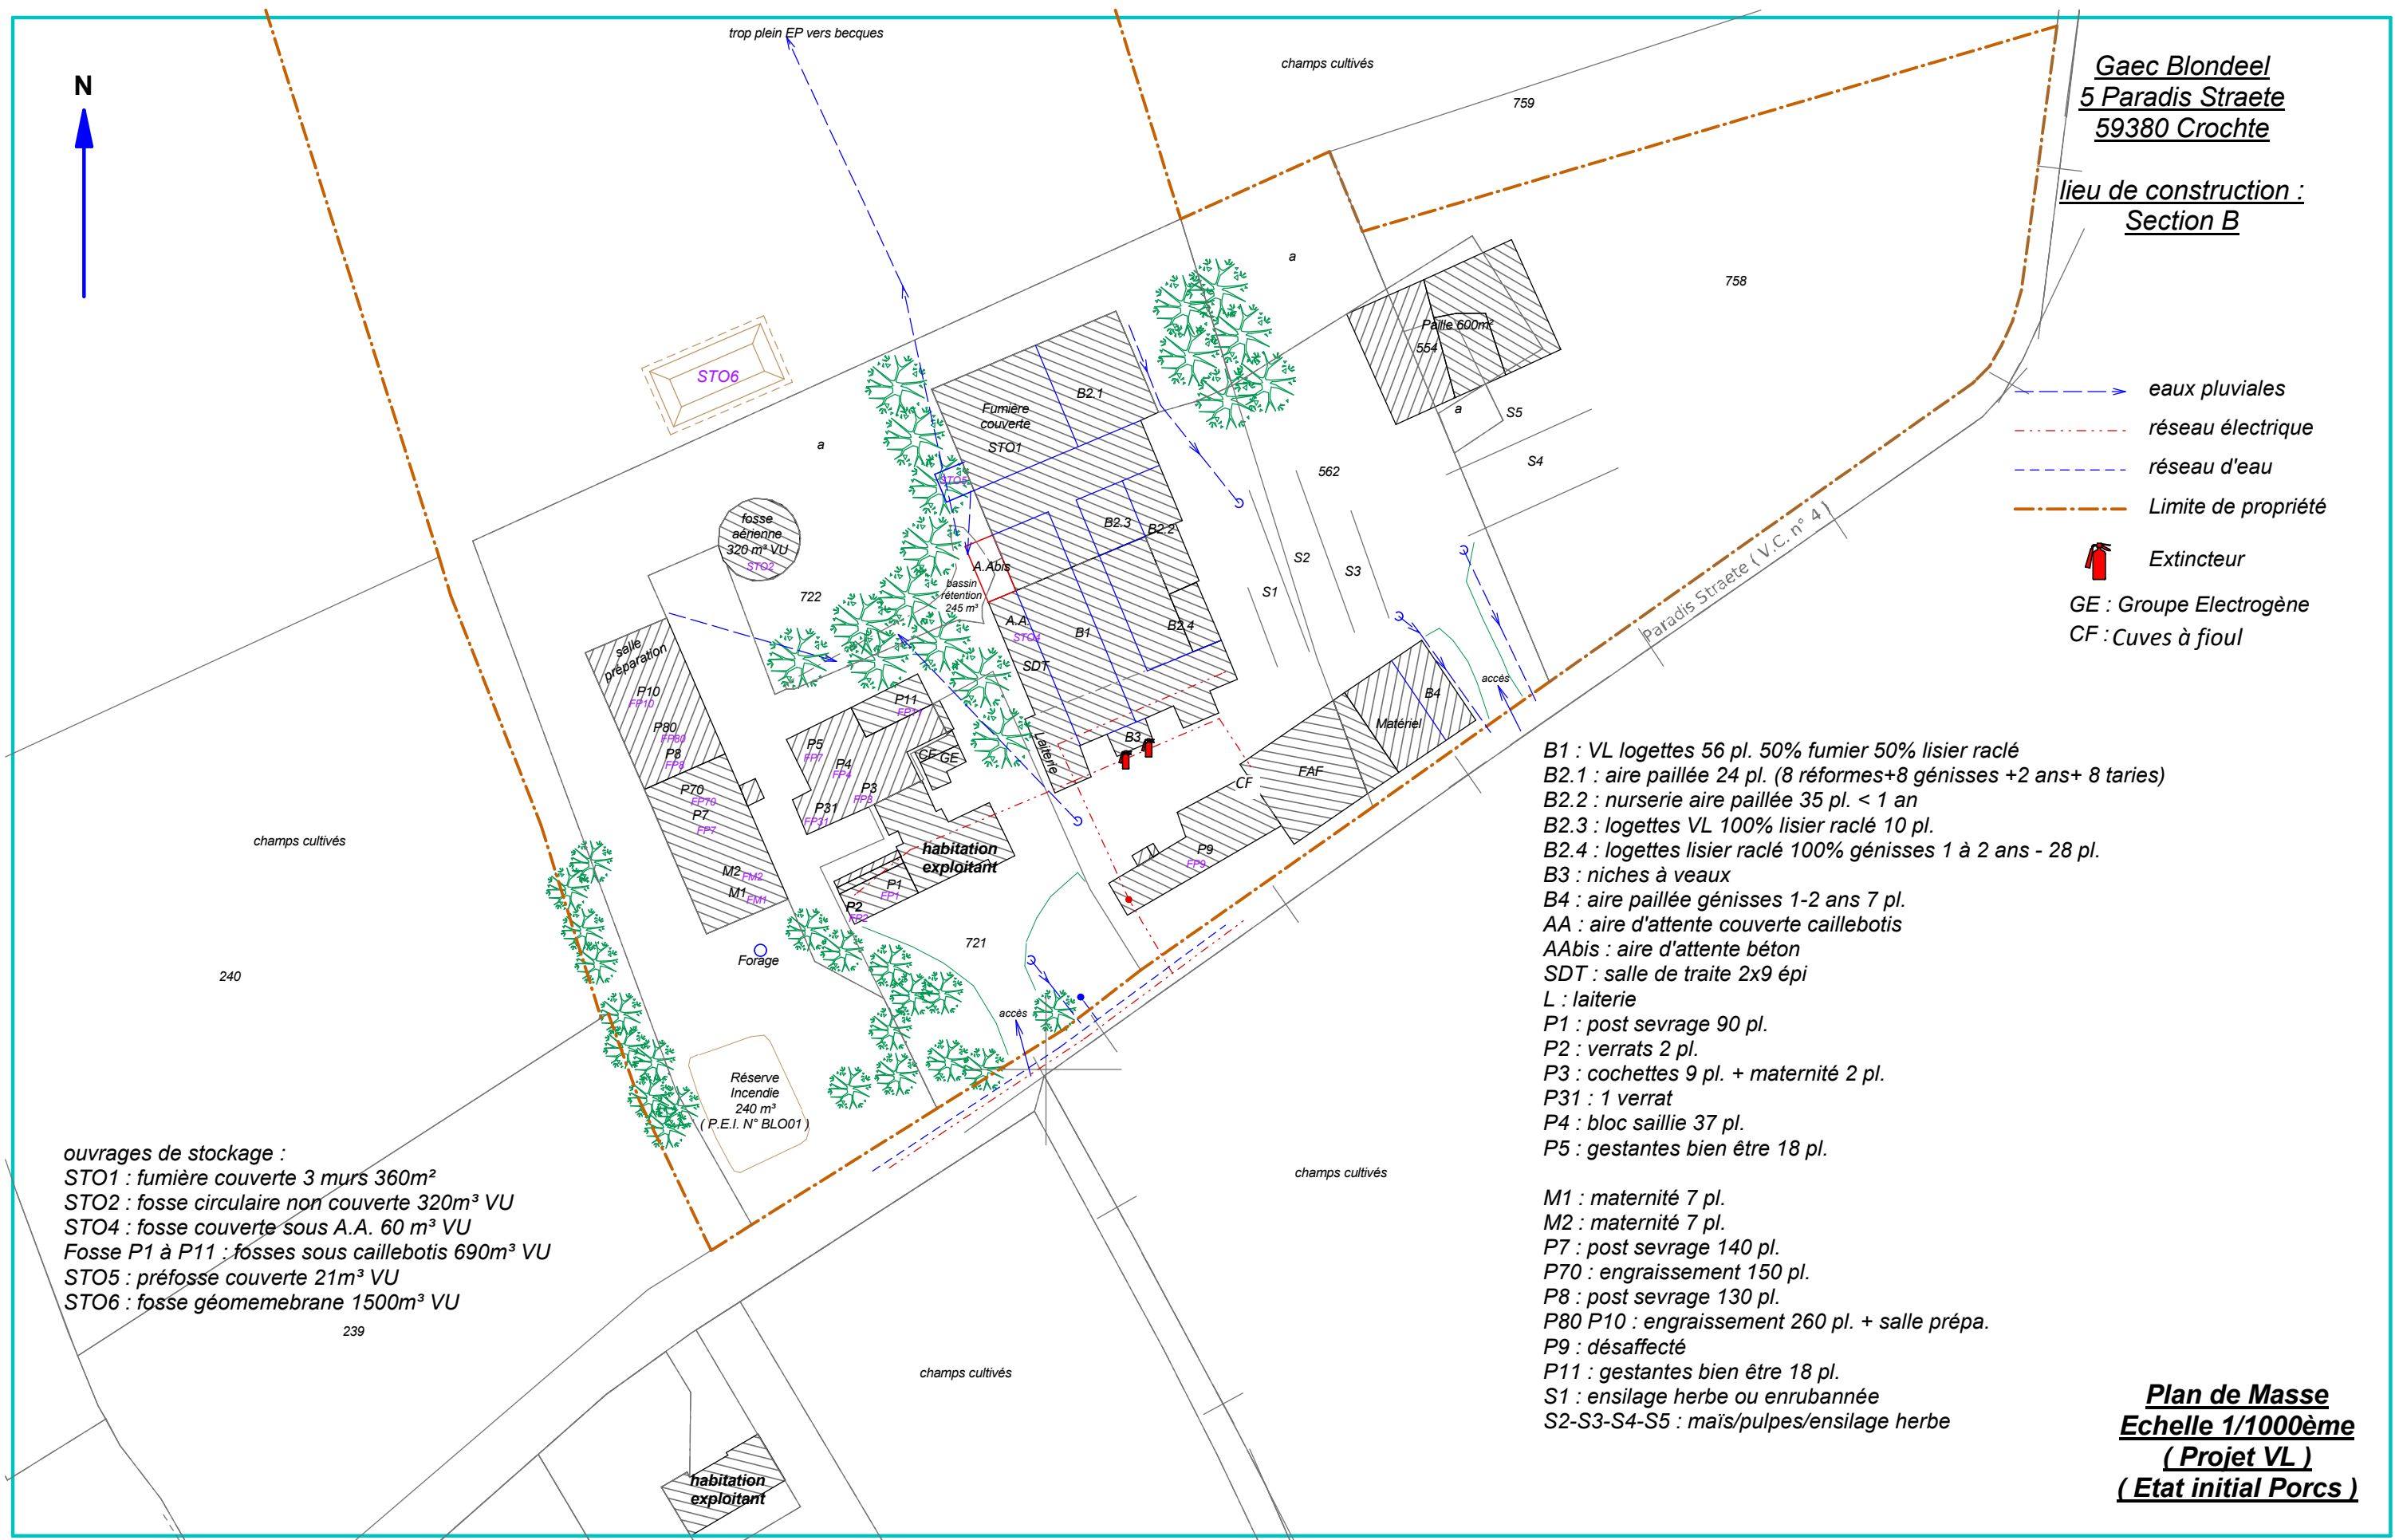 trop plein EP vers becques
champs cultivés
N
759
Gaec Blondeel
5 Paradis Straete
59380 Crochte
lieu de construction :
Section B
a
758
Paille 600m²
554
STO6
B2.1
Fumière
couverte
STO1
a
S5
a
S4
562
eaux pluviales
réseau électrique
réseau d'eau
Limite de propriété
Extincteur
GE : Groupe Electrogène
CF : Cuves à fioul
STO5
fosse
aérienne
320 m³ VU
STO2
B2.3
B2.2
S2
S3
S1
A.Abis
bassin
rétention
245 m³
722
A.A.
STO4
B1
B2.4
SDT
Paradis Straete ( V.C. n° 4 )
salle
préparation
P10
FP10
P80
FP80
P8
FP8
P70
FP70
P7
FP7
M2
FM2
M1
FM1
P11
FP11
P5
FP7
P4
FP4
P3
FP3
P31
FP31
CF
GE
Laiterie
B3
B4
Matériel
accès
FAF
CF
P9
FP9
habitation
exploitant
P1
FP1
P2
FP2
721
Forage
accès
champs cultivés
240
Réserve
Incendie
240 m³
( P.E.I. N° BLO01 )
champs cultivés
B1 : VL logettes 56 pl. 50% fumier 50% lisier raclé
B2.1 : aire paillée 24 pl. (8 réformes+8 génisses +2 ans+ 8 taries)
B2.2 : nurserie aire paillée 35 pl. < 1 an
B2.3 : logettes VL 100% lisier raclé 10 pl.
B2.4 : logettes lisier raclé 100% génisses 1 à 2 ans - 28 pl.
B3 : niches à veaux
B4 : aire paillée génisses 1-2 ans 7 pl.
AA : aire d'attente couverte caillebotis
AAbis : aire d'attente béton
SDT : salle de traite 2x9 épi
L : laiterie
P1 : post sevrage 90 pl.
P2 : verrats 2 pl.
P3 : cochettes 9 pl. + maternité 2 pl.
P31 : 1 verrat
P4 : bloc saillie 37 pl.
P5 : gestantes bien être 18 pl.
M1 : maternité 7 pl.
M2 : maternité 7 pl.
P7 : post sevrage 140 pl.
P70 : engraissement 150 pl.
P8 : post sevrage 130 pl.
P80 P10 : engraissement 260 pl. + salle prépa.
P9 : désaffecté
P11 : gestantes bien être 18 pl.
S1 : ensilage herbe ou enrubannée
S2-S3-S4-S5 : maïs/pulpes/ensilage herbe
ouvrages de stockage :
STO1 : fumière couverte 3 murs 360m²
STO2 : fosse circulaire non couverte 320m³ VU
STO4 : fosse couverte sous A.A. 60 m³ VU
Fosse P1 à P11 : fosses sous caillebotis 690m³ VU
STO5 : préfosse couverte 21m³ VU
STO6 : fosse géomemebrane 1500m³ VU
239
champs cultivés
habitation
exploitant
Plan de Masse
Echelle 1/1000ème
( Projet VL )
( Etat initial Porcs )